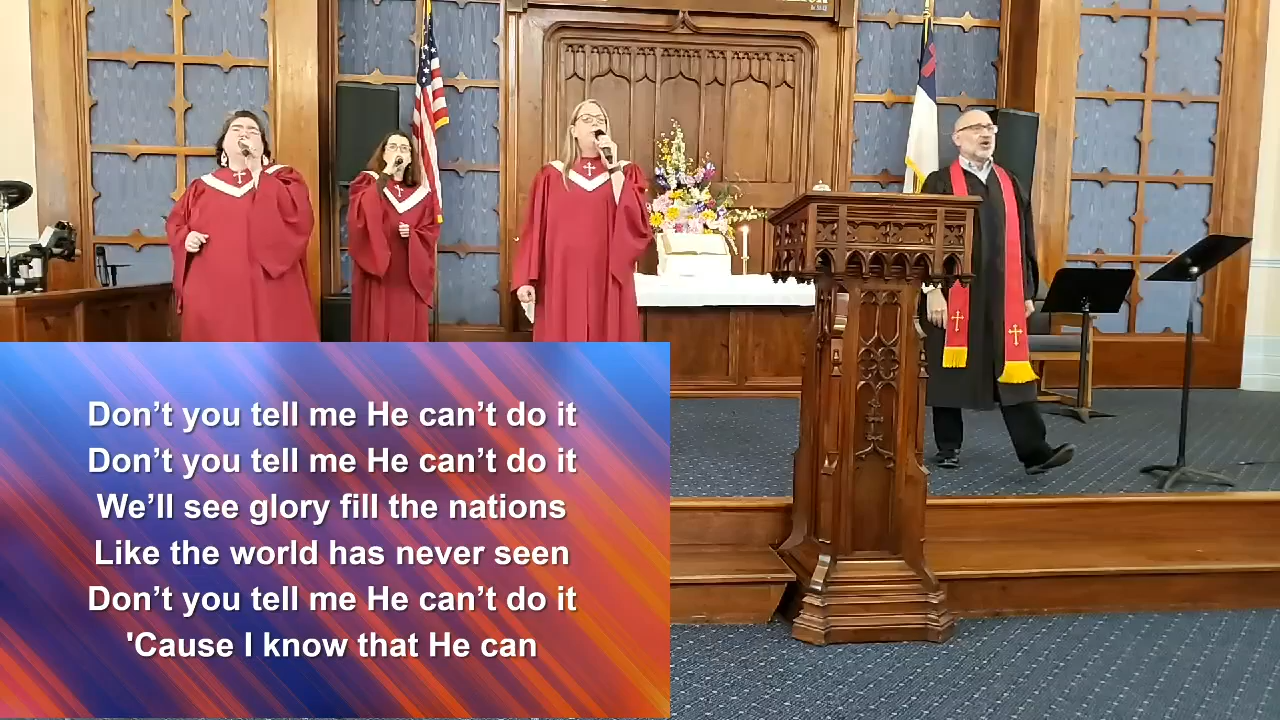 Don’t you tell me He can’t do it
Don’t you tell me He can’t do it
We’ll see glory fill the nations
Like the world has never seen
Don’t you tell me He can’t do it
'Cause I know that He can